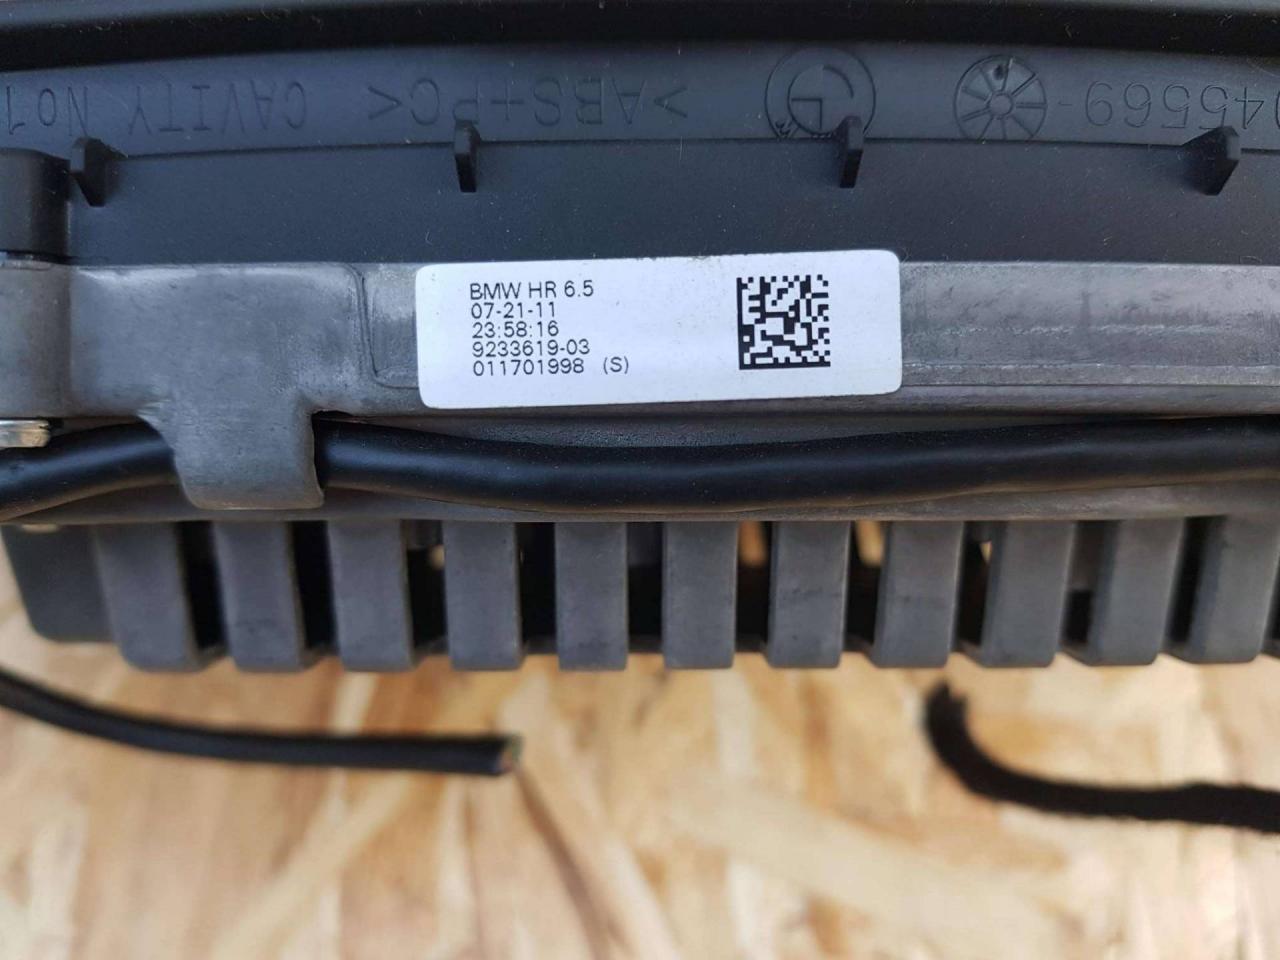 045569-
>ABS+PC<
CAVITY No1
BMW HR 6.5
07-21-11
23:58:16
9233619-03
011701998 (S)